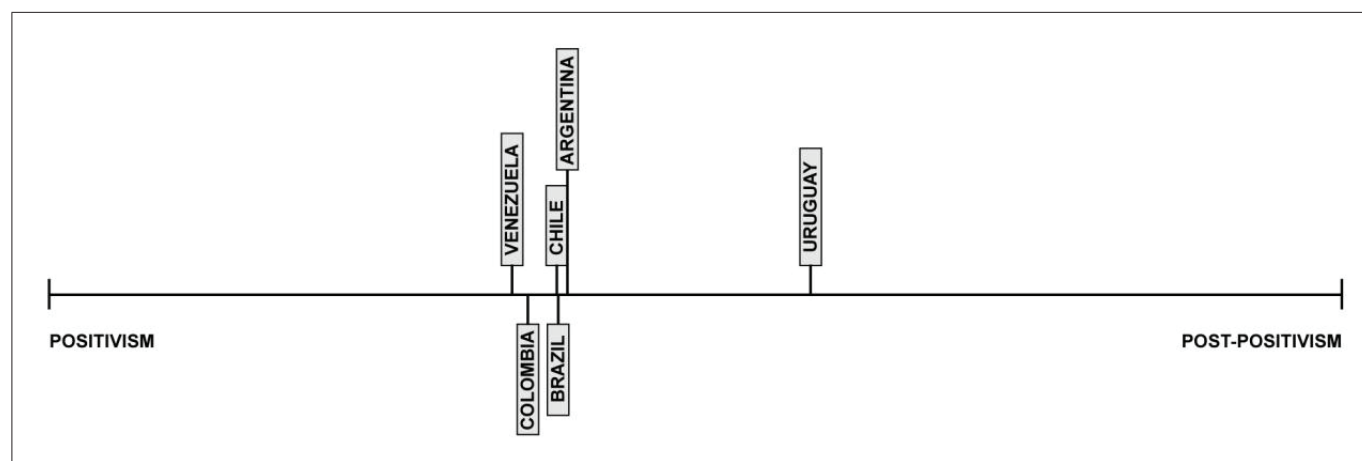 ARGENTINA
VENEZUELA
CHILE
URUGUAY
POSITIVISM
POST-POSITIVISM
COLOMBIA
BRAZIL